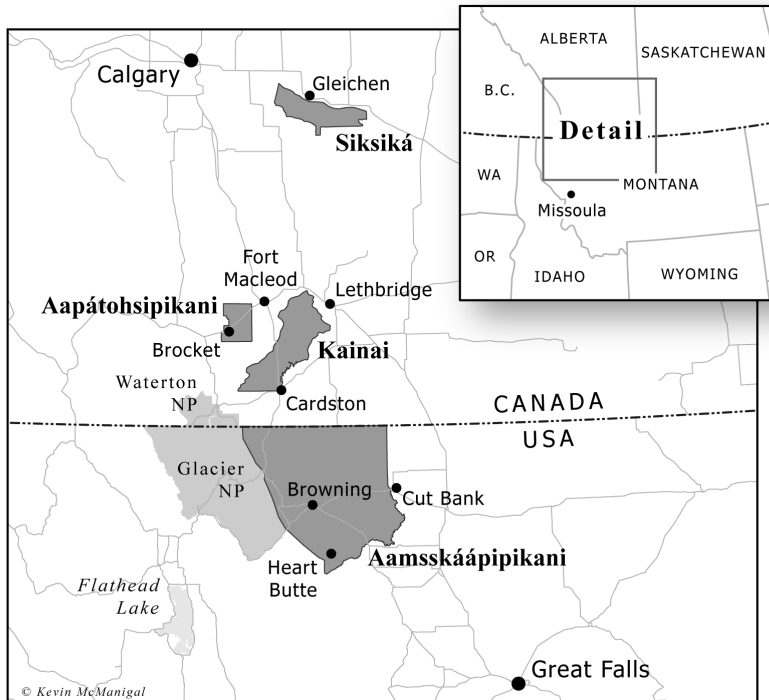 Calgary
Gleichen
Siksiká
ALBERTA
SASKATCHEWAN
B.C.
Detail
WA
MONTANA
Missoula
OR
IDAHO
WYOMING
Fort
Macleod
Lethbridge
Aapátohsipikani
Brocket
Kainai
Waterton
NP
Cardston
CANADA
USA
Glacier
NP
Browning
Cut Bank
Aamsskáápipikani
Heart
Butte
Flathead
Lake
Great Falls
© Kevin McManigal